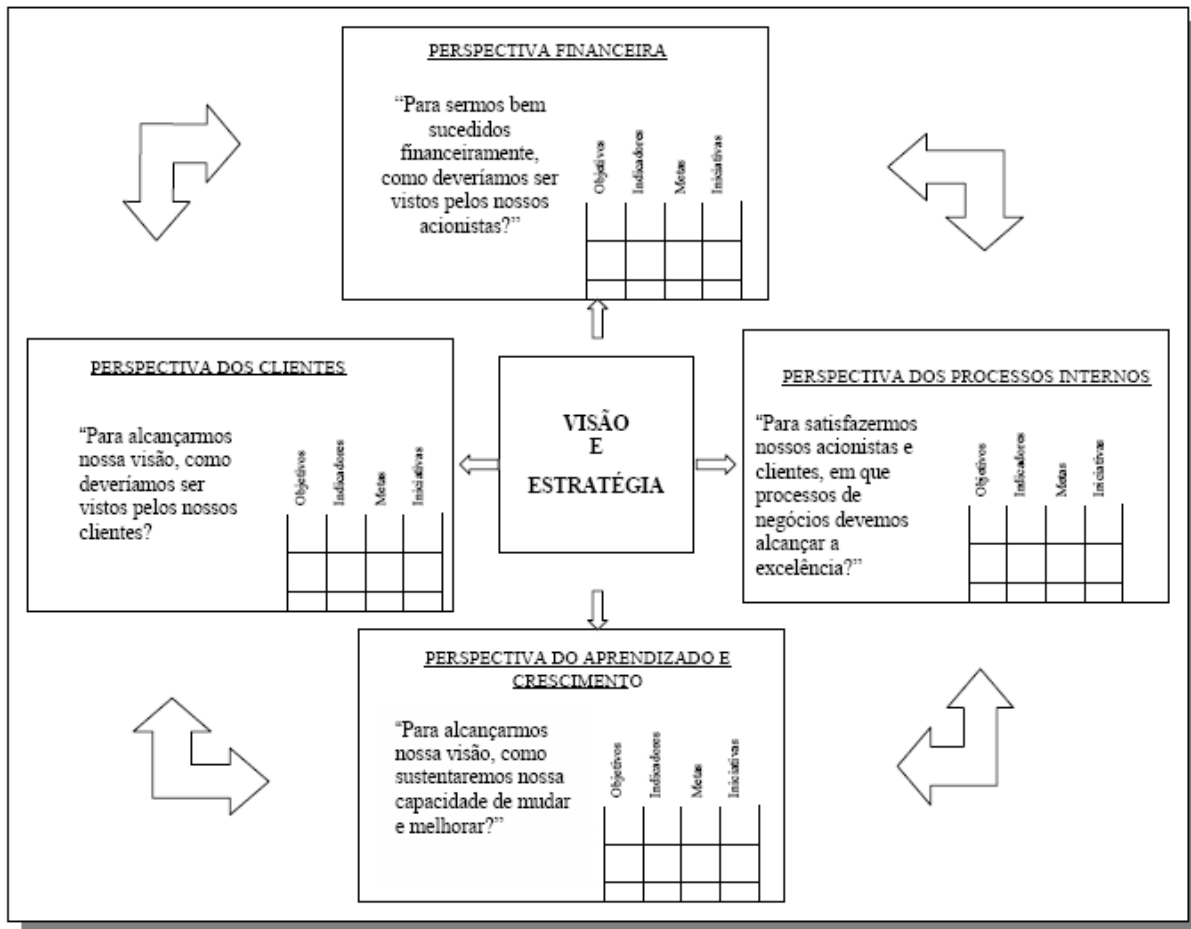 PERSPECTIVA FINANCEIRA
“Para sermos bem
sucedidos
financeiramente,
como deveríamos ser
vistos pelos nossos
acionistas?”
Objetivos
Indicadores
Metas
Iniciativas
PERSPECTIVA DOS CLIENTES
“Para alcançarmos
nossa visão, como
deveríamos ser
vistos pelos nossos
clientes?
Objetivos
Indicadores
Metas
Iniciativas
VISÃO
E
ESTRATÉGIA
PERSPECTIVA DOS PROCESSOS INTERNOS
“Para satisfazermos
nossos acionistas e
clientes, em que
processos de
negócios devemos
alcançar a
excelência?”
Objetivos
Indicadores
Metas
Iniciativas
PERSPECTIVA DO APRENDIZADO E
CRESCIMENTO
“Para alcançarmos
nossa visão, como
sustentaremos nossa
capacidade de mudar
e melhorar?”
Objetivos
Indicadores
Metas
Iniciativas